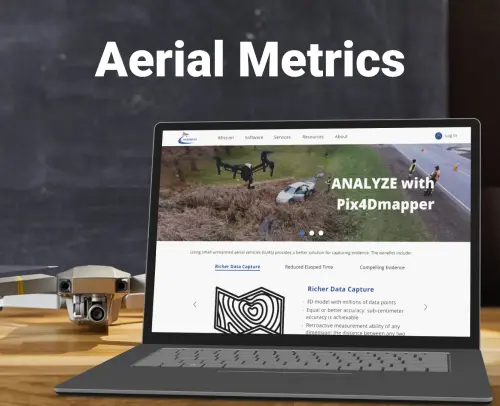 Aerial Metrics
Mission Software Services Resources About Log In
ANALYZE with
Pix4Dmapper
Using small unmanned aerial vehicles (SUAS) provides a better solution for capturing evidence. The benefits include:
Richer Data Capture Reduced Elapsed Time Compelling Evidence
Richer Data Capture
3D-model with millions of data points
Equal or better accuracy: sub-centimeter
accuracy is achievable
Retroactive measurement ability of any
dimension: the distance between any two